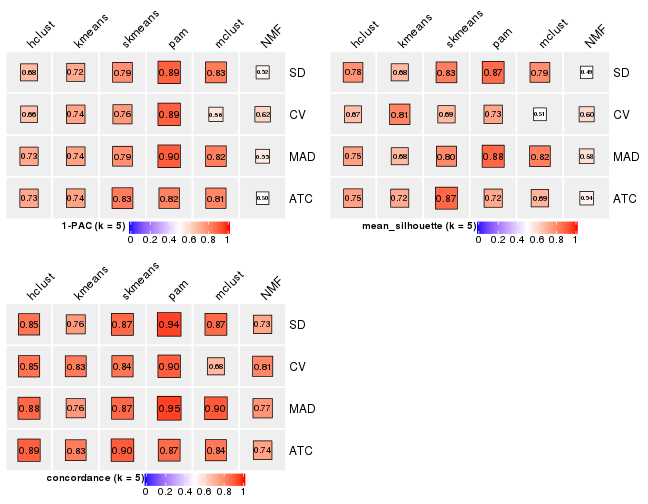 hclust kmeans skmeans pam mclust NMF
0.68 0.72 0.79 0.89 0.83 0.52 SD
0.66 0.74 0.76 0.89 0.56 0.62 CV
0.73 0.74 0.79 0.90 0.82 0.55 MAD
0.73 0.74 0.83 0.82 0.81 0.50 ATC
1-PAC (k = 5)
0 0.2 0.4 0.6 0.8 1
hclust kmeans skmeans pam mclust NMF
0.78 0.68 0.83 0.87 0.79 0.49 SD
0.67 0.81 0.69 0.73 0.51 0.60 CV
0.75 0.68 0.80 0.88 0.82 0.58 MAD
0.75 0.72 0.87 0.72 0.69 0.54 ATC
mean_silhouette (k = 5)
0 0.2 0.4 0.6 0.8 1
hclust kmeans skmeans pam mclust NMF
0.85 0.76 0.87 0.94 0.87 0.73 SD
0.85 0.83 0.84 0.90 0.68 0.81 CV
0.88 0.76 0.87 0.95 0.90 0.77 MAD
0.89 0.83 0.90 0.87 0.84 0.74 ATC
concordance (k = 5)
0 0.2 0.4 0.6 0.8 1